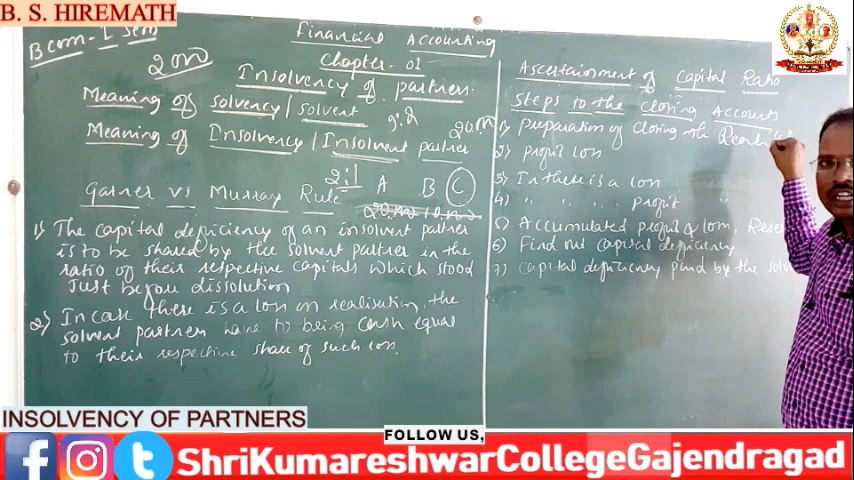 B. S. HIREMATH
B com - I Sem
Financial Accounting
Chapter 01
Insolvency of partners.
Meaning of solvency / solvent
Meaning of Insolvency / Insolvent partner
2:1 A B C
Garner vs Murray Rule
1) The capital deficiency of an insolvent partner
is to be shared by the solvent partner in the
ratio of their respective capitals which stood
Just before dissolution
2) In case there is a loss on realisation, the
solvent partners have to being cash equal
to their respective share of such loss.
Ascertainment of Capital Ratio
Steps to the closing Accounts
1) preparation of closing
2) profit loss
3) In there is a loss
4) " " " " profit
5) Accumulated profit & loss,
6) Find out capital deficiency
7) capital deficiency paid by the
INSOLVENCY OF PARTNERS
FOLLOW US,
ShriKumareshwarCollegeGajendragad